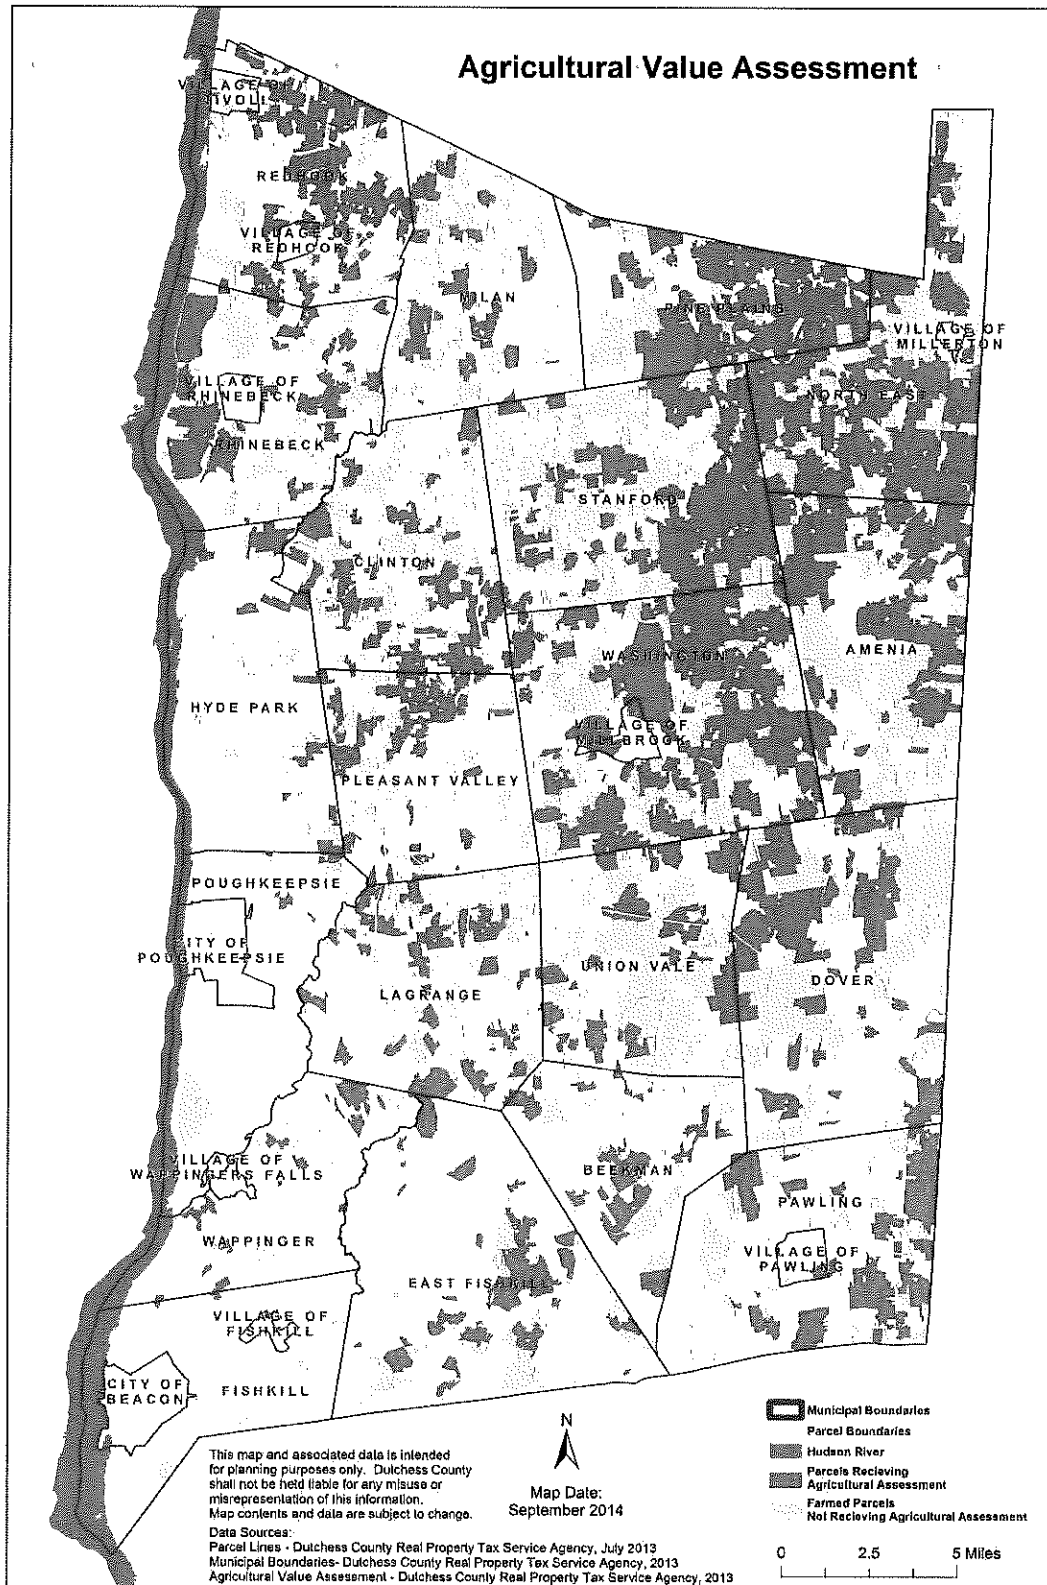 Agricultural Value Assessment
VILLAGE OF
TIVOLI
REDHOOK
VILLAGE OF
REDHOOK
MILAN
PINE PLAINS
VILLAGE OF
MILLERTON
VILLAGE OF
RHINEBECK
NORTH EAST
RHINEBECK
STANFORD
CLINTON
WASHINGTON
AMENIA
HYDE PARK
VILLAGE OF
MILLBROOK
PLEASANT VALLEY
POUGHKEEPSIE
CITY OF
POUGHKEEPSIE
UNION VALE
DOVER
LAGRANGE
VILLAGE OF
WAPPINGERS FALLS
BEEKMAN
PAWLING
WAPPINGER
VILLAGE OF
PAWLING
EAST FISHKILL
VILLAGE OF
FISHKILL
CITY OF
BEACON
FISHKILL
This map and associated data is intended
for planning purposes only. Dutchess County
shall not be held liable for any misuse or
misrepresentation of this information.
Map contents and data are subject to change.
Data Sources:
Parcel Lines - Dutchess County Real Property Tax Service Agency, July 2013
Municipal Boundaries- Dutchess County Real Property Tax Service Agency, 2013
Agricultural Value Assessment - Dutchess County Real Property Tax Service Agency, 2013
N
Map Date:
September 2014
Municipal Boundaries
Parcel Boundaries
Hudson River
Parcels Recieving
Agricultural Assessment
Farmed Parcels
Not Recieving Agricultural Assessment
0 2.5 5 Miles